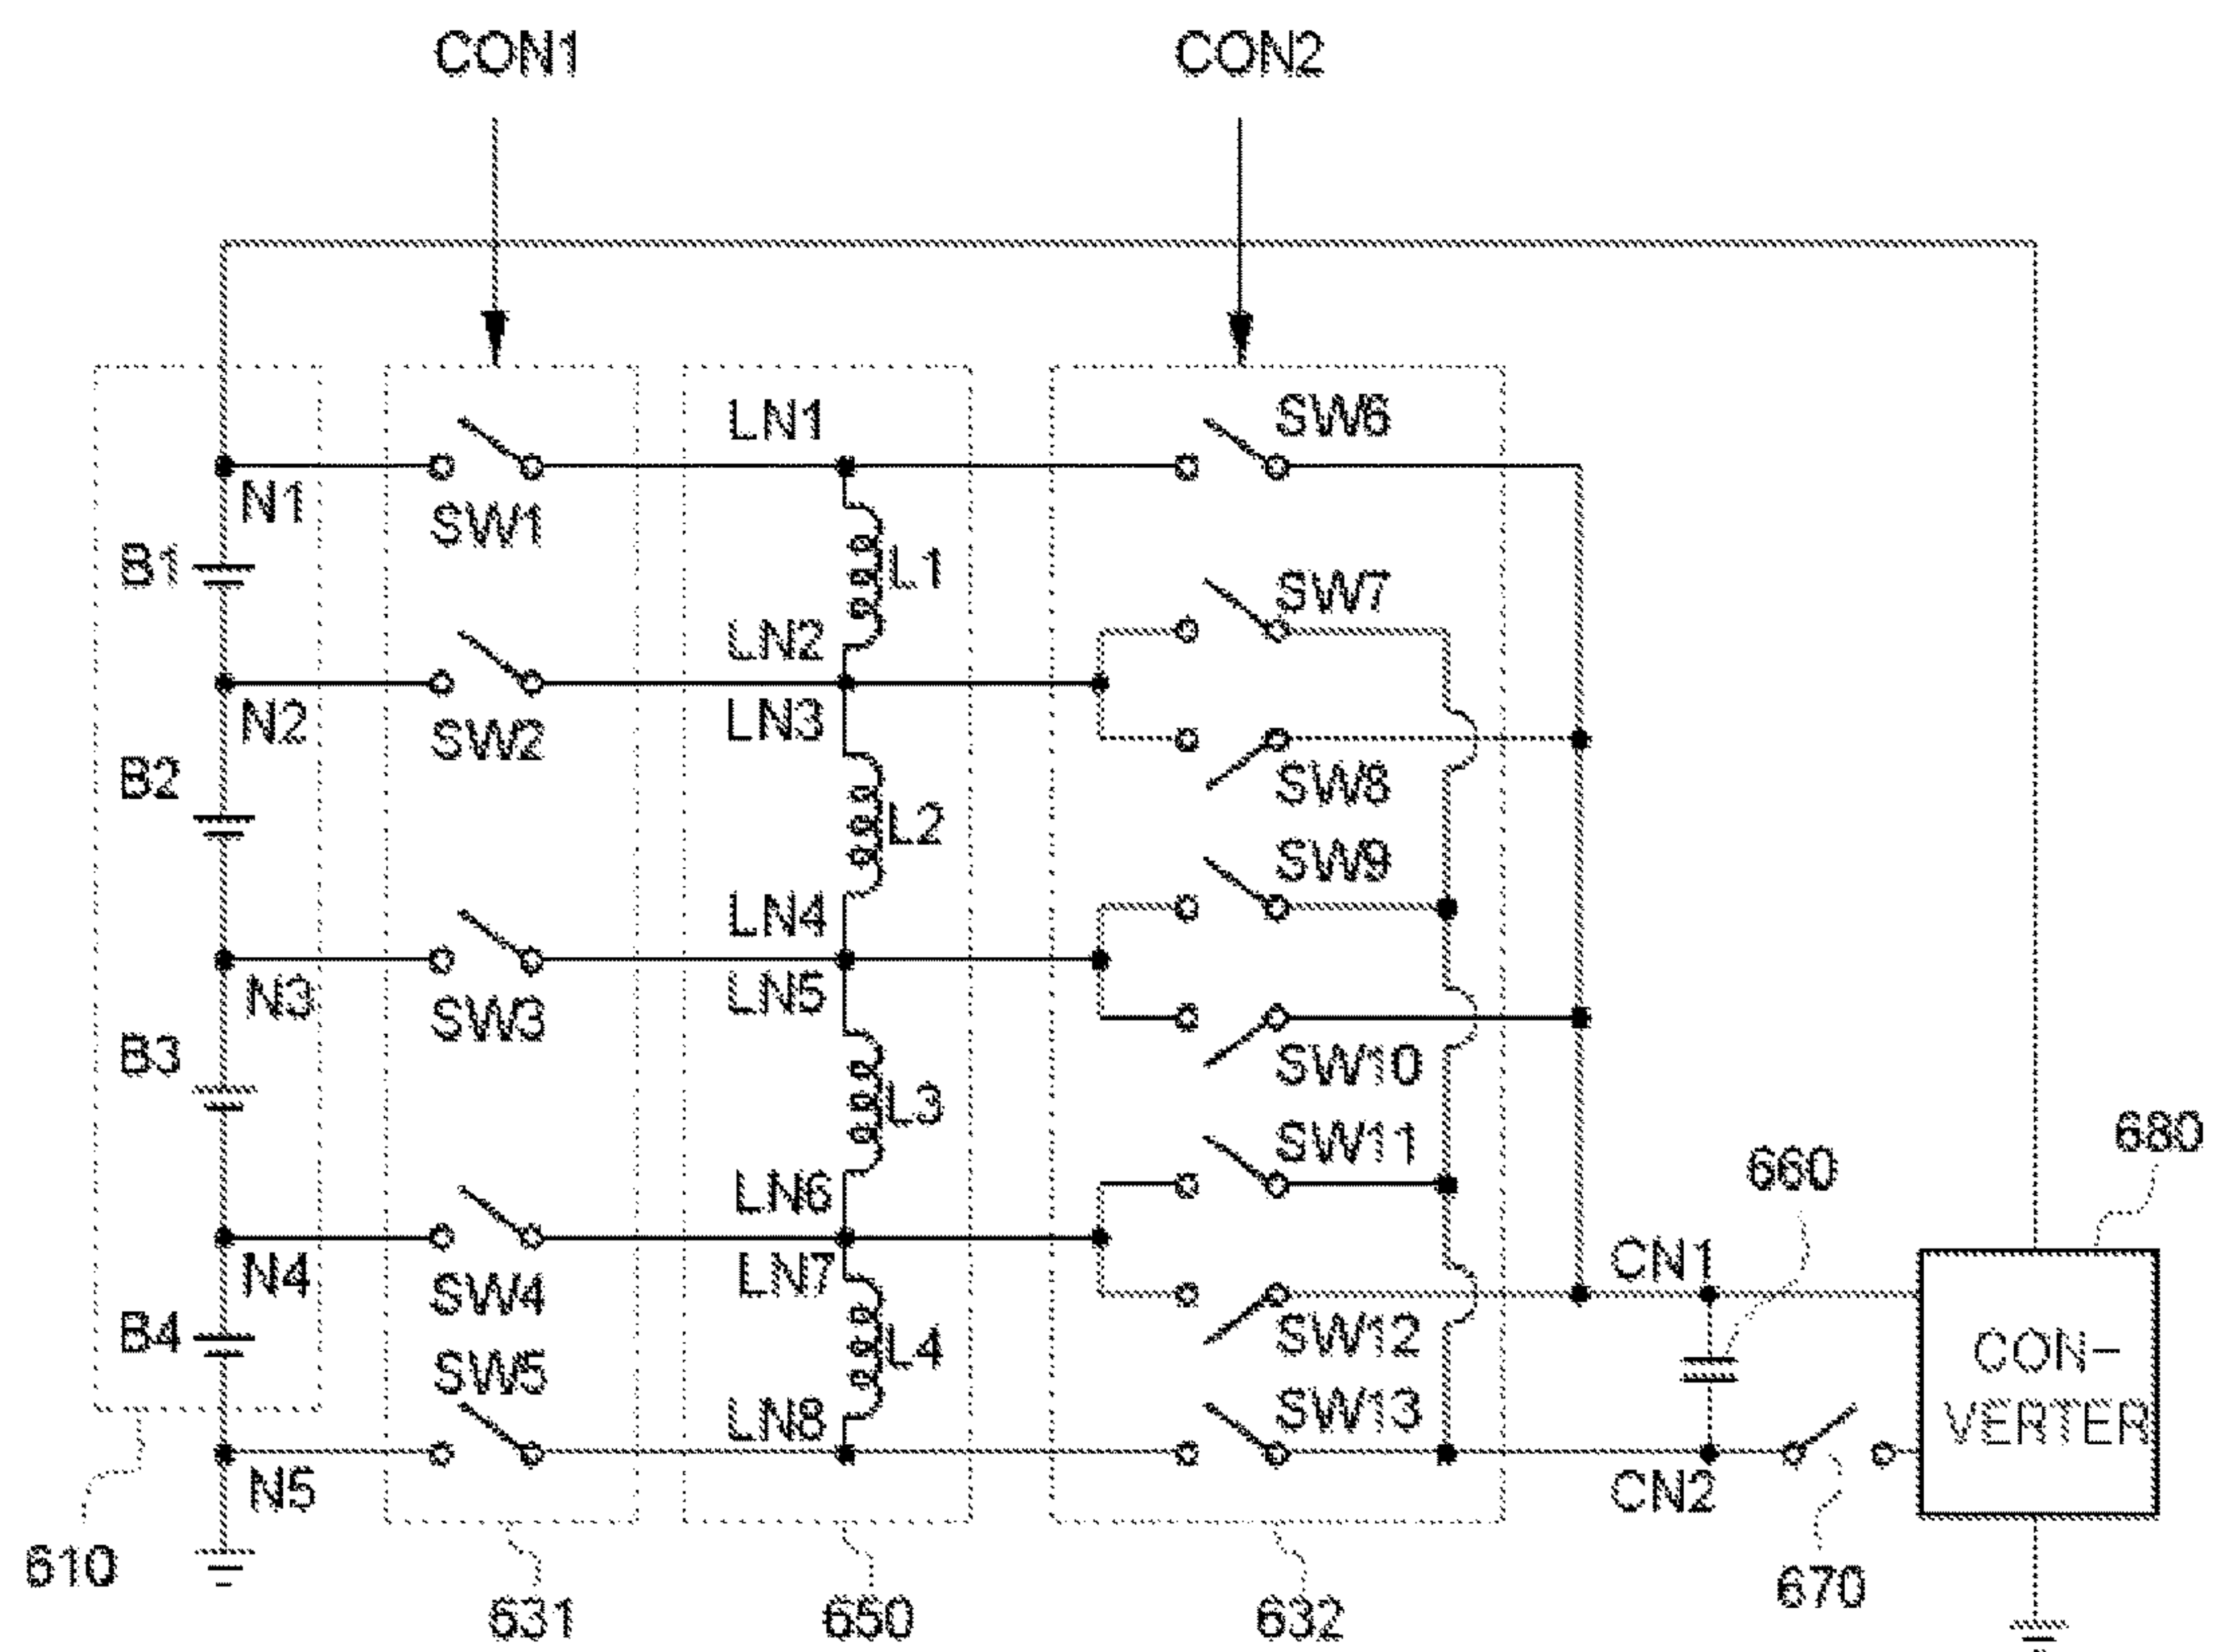 CON1
CON2
LN1
SW6
N1
SW1
B1
L1
SW7
LN2
N2
SW2
LN3
B2
SW8
L2
SW9
LN4
N3
SW3
LN5
B3
SW10
L3
SW11
680
660
LN6
CN1
N4
SW4
LN7
B4
SW12
L4
CON-
VERTER
SW5
LN8
SW13
N5
CN2
610
670
631
650
632